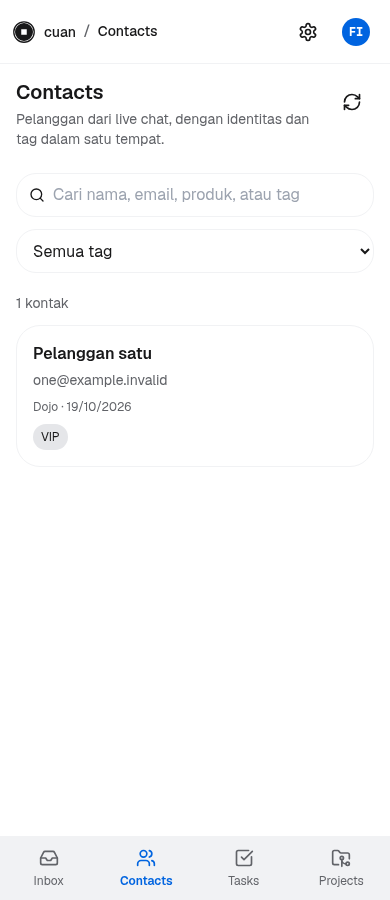 cuan / Contacts
FI
Contacts
Pelanggan dari live chat, dengan identitas dan
tag dalam satu tempat.
Cari nama, email, produk, atau tag
Semua tag
1 kontak
Pelanggan satu
one@example.invalid
Dojo · 19/10/2026
VIP
Inbox
Contacts
Tasks
Projects